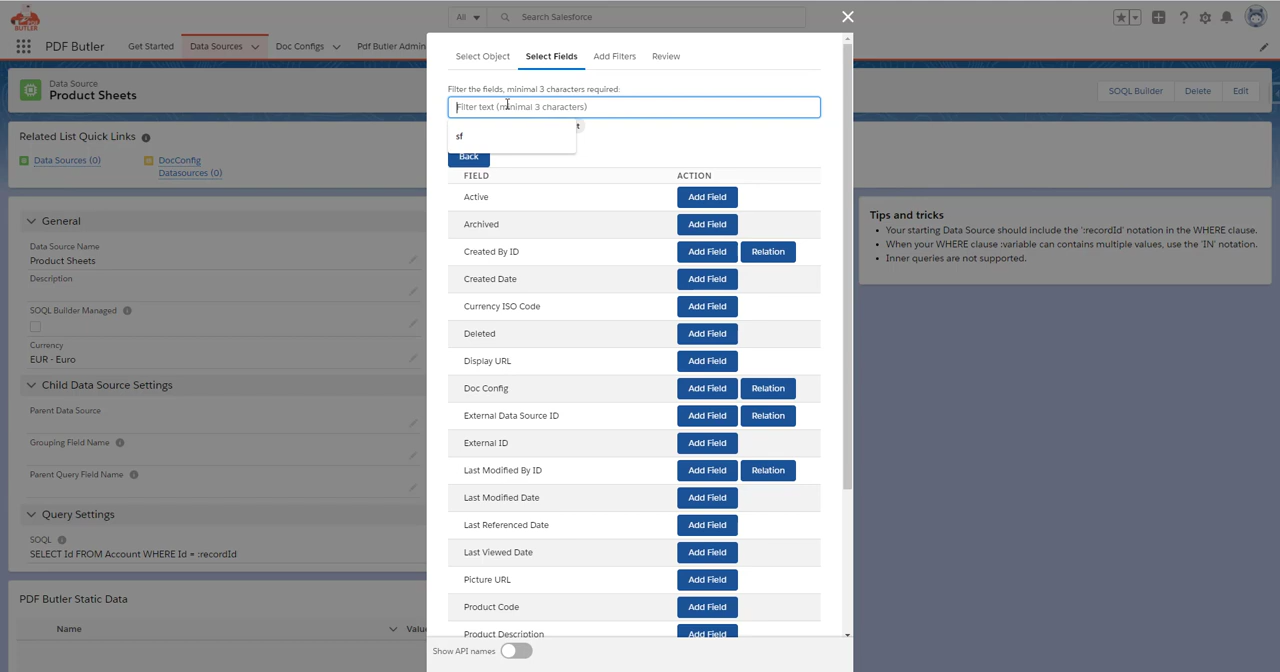 All
Search Salesforce
BUTLER
PDF Butler
Get Started
Data Sources
Doc Configs
Pdf Butler Admin
Data Source
Product Sheets
SOQL Builder
Delete
Edit
Related List Quick Links
Data Sources (0)
DocConfig
Datasources (0)
General
Data Source Name
Product Sheets
Description
SOQL Builder Managed
Currency
EUR - Euro
Child Data Source Settings
Parent Data Source
Grouping Field Name
Parent Query Field Name
Query Settings
SOQL
SELECT Id FROM Account WHERE Id = :recordId
PDF Butler Static Data
Name
Select Object
Select Fields
Add Filters
Review
Filter the fields, minimal 3 characters required:
Filter text (minimal 3 characters)
sf
Back
FIELD ACTION
Active Add Field
Archived Add Field
Created By ID Add Field Relation
Created Date Add Field
Currency ISO Code Add Field
Deleted Add Field
Display URL Add Field
Doc Config Add Field Relation
External Data Source ID Add Field Relation
External ID Add Field
Last Modified By ID Add Field Relation
Last Modified Date Add Field
Last Referenced Date Add Field
Last Viewed Date Add Field
Picture URL Add Field
Product Code Add Field
Product Description Add Field
Show API names
Tips and tricks
Your starting Data Source should include the ':recordId' notation in the WHERE clause.
When your WHERE clause :variable can contains multiple values, use the 'IN' notation.
Inner queries are not supported.